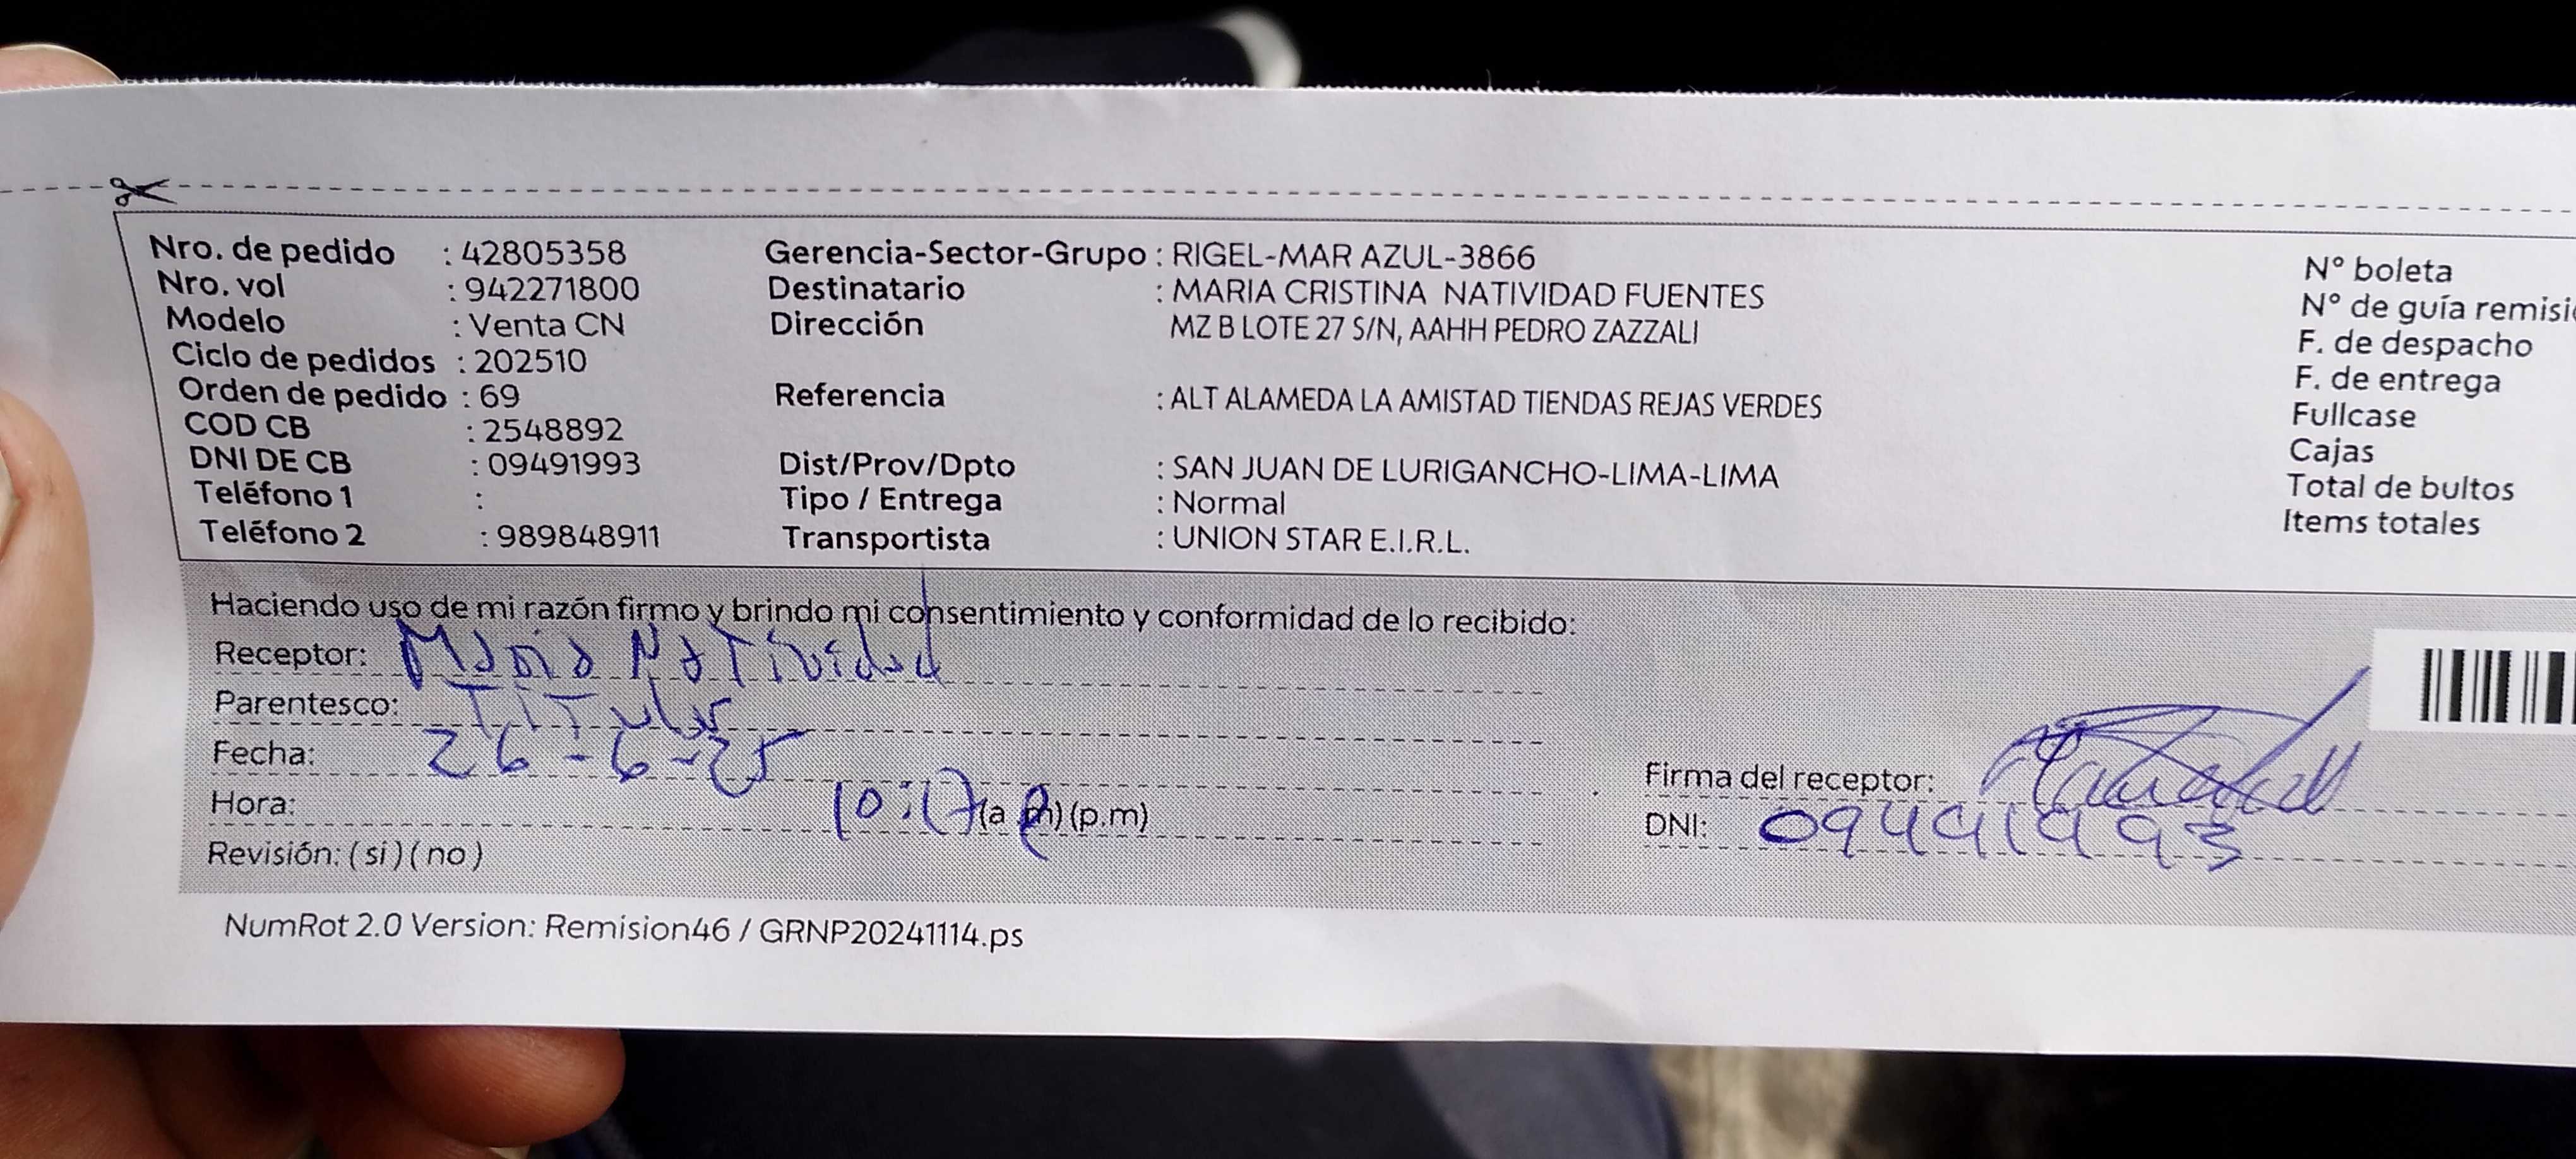 Nro. de pedido : 42805358 Gerencia-Sector-Grupo : RIGEL-MAR AZUL-3866 N° boleta
Nro. vol : 942271800 Destinatario : MARIA CRISTINA NATIVIDAD FUENTES N° de guía remisi
Modelo : Venta CN Dirección MZ B LOTE 27 S/N, AAHH PEDRO ZAZZALI F. de despacho
Ciclo de pedidos : 202510 F. de entrega
Orden de pedido : 69 Referencia : ALT ALAMEDA LA AMISTAD TIENDAS REJAS VERDES Fullcase
COD CB : 2548892 Cajas
DNI DE CB : 09491993 Dist/Prov/Dpto : SAN JUAN DE LURIGANCHO-LIMA-LIMA Total de bultos
Teléfono 1 : Tipo / Entrega : Normal Items totales
Teléfono 2 : 989848911 Transportista : UNION STAR E.I.R.L.
Haciendo uso de mi razón firmo y brindo mi consentimiento y conformidad de lo recibido:
Receptor: Maria Natividad
Parentesco: Titular
Fecha: 26-6-25
Hora: 10:17 (a m) (p.m) Firma del receptor:
Revisión: ( si ) ( no ) DNI: 09491993
NumRot 2.0 Version: Remision46 / GRNP20241114.ps